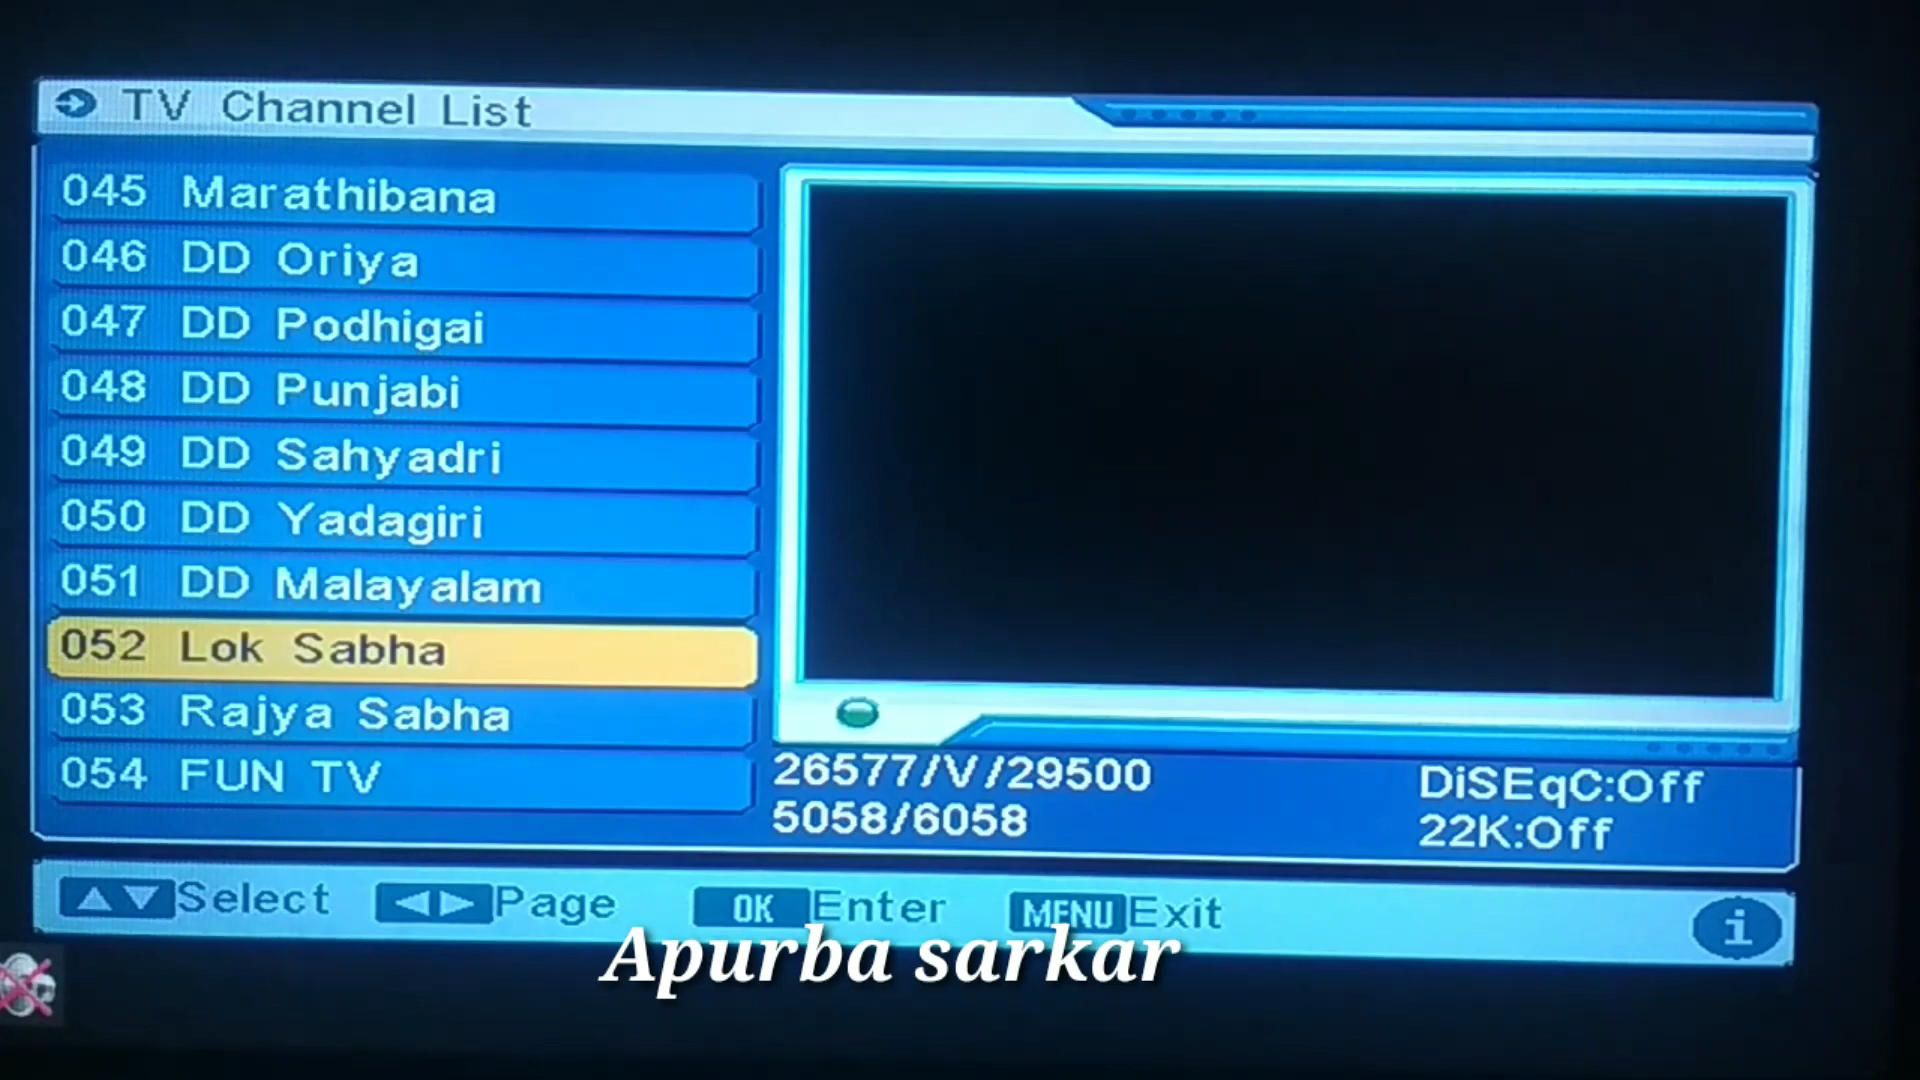 TV Channel List
045 Marathibana
046 DD Oriya
047 DD Podhigai
048 DD Punjabi
049 DD Sahyadri
050 DD Yadagiri
051 DD Malayalam
052 Lok Sabha
053 Rajya Sabha
054 FUN TV
26577/V/29500
5058/6058
DiSEqC:Off
22K:Off
Select Page OK Enter MENU Exit i
Apurba sarkar